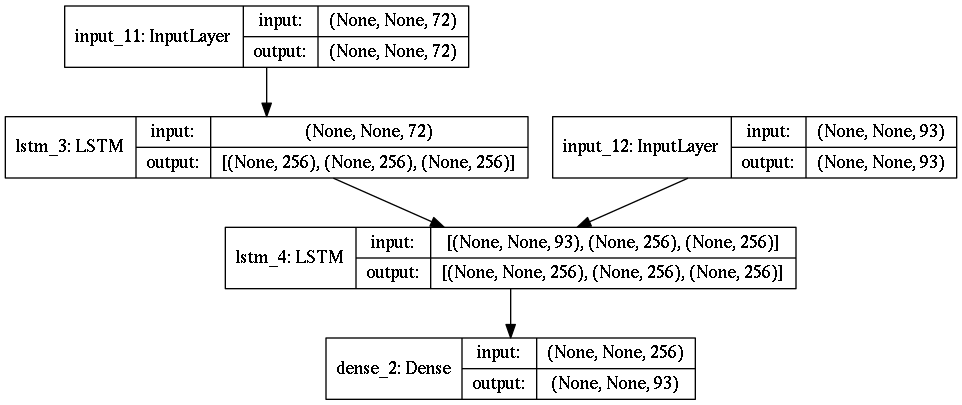 input_11: InputLayer
input: (None, None, 72)
output: (None, None, 72)
lstm_3: LSTM
input: (None, None, 72)
output: [(None, 256), (None, 256), (None, 256)]
input_12: InputLayer
input: (None, None, 93)
output: (None, None, 93)
lstm_4: LSTM
input: [(None, None, 93), (None, 256), (None, 256)]
output: [(None, None, 256), (None, 256), (None, 256)]
dense_2: Dense
input: (None, None, 256)
output: (None, None, 93)